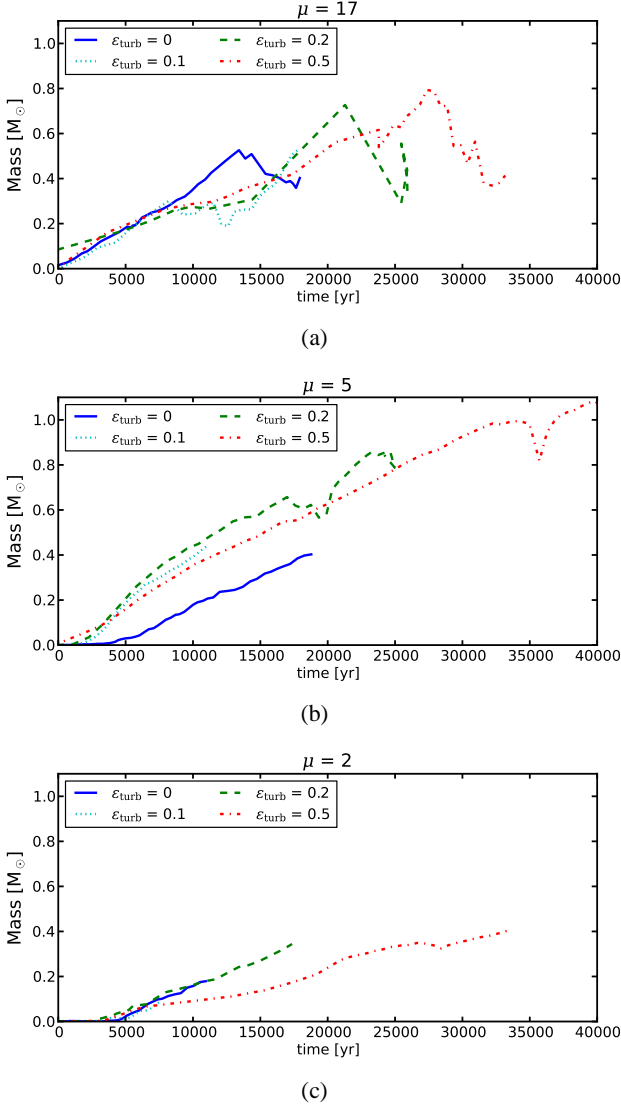 μ = 17
ε_turb = 0
ε_turb = 0.1
ε_turb = 0.2
ε_turb = 0.5
Mass [M⊙]
1.0
0.8
0.6
0.4
0.2
0.0
0 5000 10000 15000 20000 25000 30000 35000 40000
time [yr]
(a)
μ = 5
ε_turb = 0
ε_turb = 0.1
ε_turb = 0.2
ε_turb = 0.5
Mass [M⊙]
1.0
0.8
0.6
0.4
0.2
0.0
0 5000 10000 15000 20000 25000 30000 35000 40000
time [yr]
(b)
μ = 2
ε_turb = 0
ε_turb = 0.1
ε_turb = 0.2
ε_turb = 0.5
Mass [M⊙]
1.0
0.8
0.6
0.4
0.2
0.0
0 5000 10000 15000 20000 25000 30000 35000 40000
time [yr]
(c)